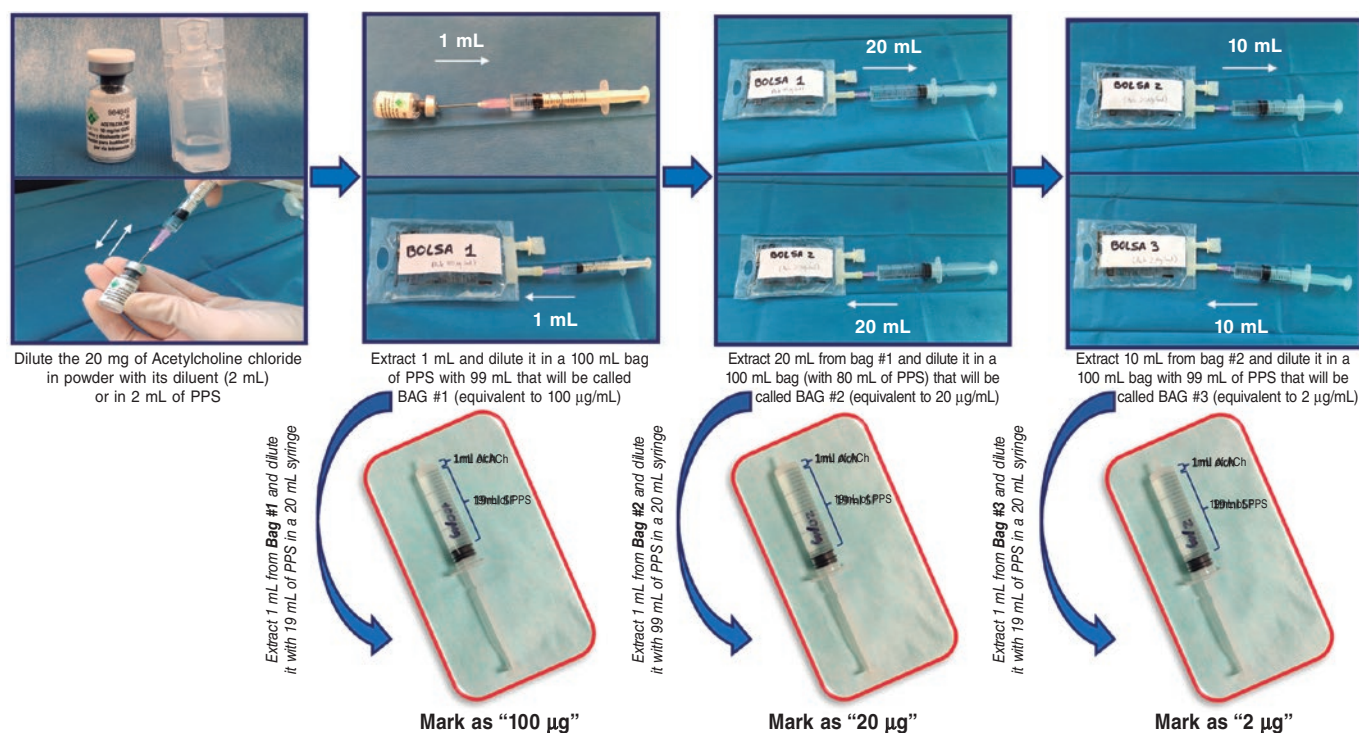 1 mL
20 mL
10 mL
BOLSA 1
BOLSA 2
BOLSA 1
BOLSA 2
BOLSA 3
1 mL
20 mL
10 mL
Dilute the 20 mg of Acetylcholine chloride
in powder with its diluent (2 mL)
or in 2 mL of PPS
Extract 1 mL and dilute it in a 100 mL bag
of PPS with 99 mL that will be called
BAG #1 (equivalent to 100 μg/mL)
Extract 20 mL from bag #1 and dilute it in a
100 mL bag (with 80 mL of PPS) that will be
called BAG #2 (equivalent to 20 μg/mL)
Extract 10 mL from bag #2 and dilute it in a
100 mL bag with 99 mL of PPS that will be
called BAG #3 (equivalent to 2 μg/mL)
Extract 1 mL from Bag #1 and dilute
it with 19 mL of PPS in a 20 mL syringe
Extract 1 mL from Bag #2 and dilute
it with 99 mL of PPS in a 20 mL syringe
Extract 1 mL from Bag #3 and dilute
it with 19 mL of PPS in a 20 mL syringe
Mark as “100 μg”
Mark as “20 μg”
Mark as “2 μg”